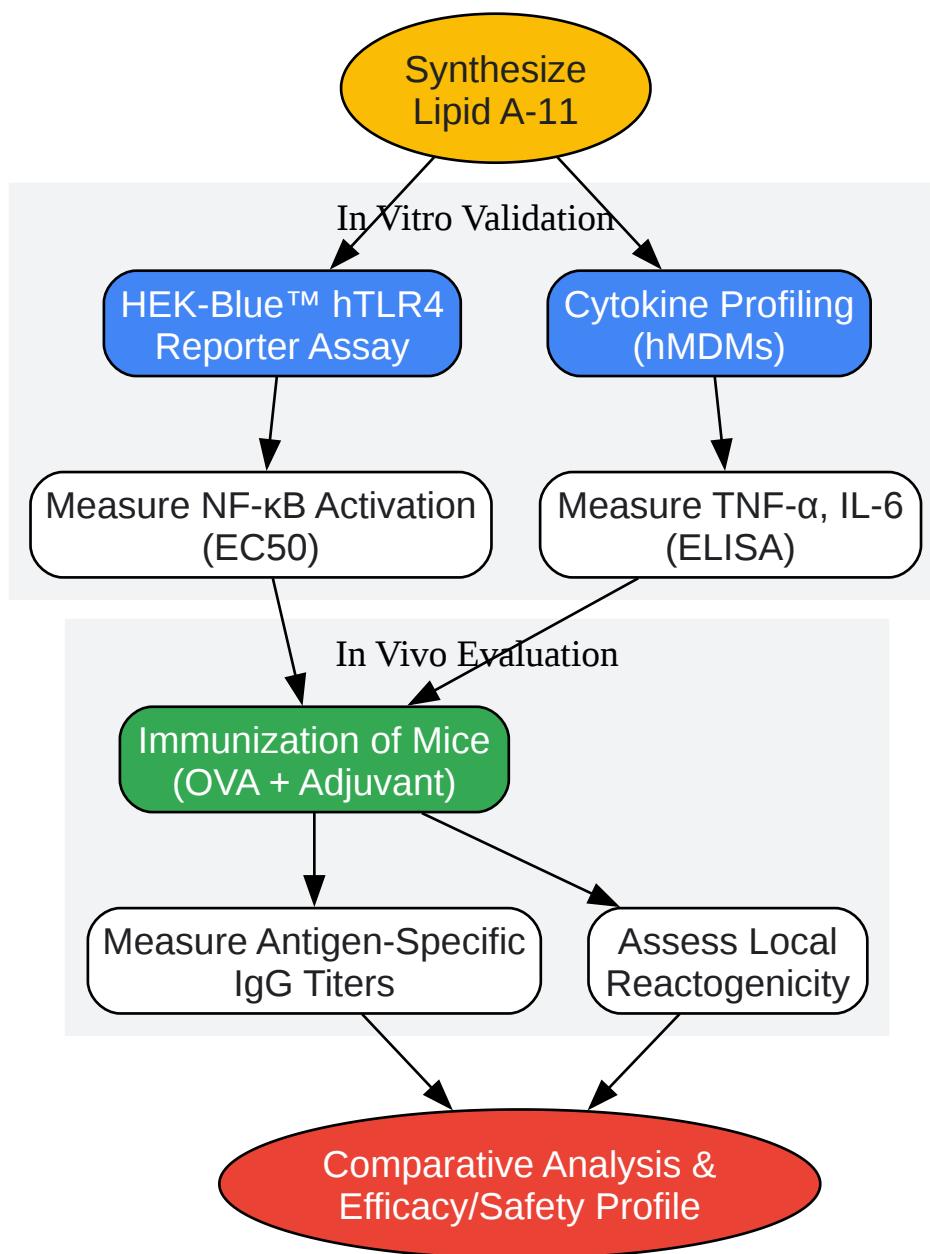 Synthesize
Lipid A-11
In Vitro Validation
HEK-Blue™ hTLR4
Reporter Assay
Cytokine Profiling
(hMDMs)
Measure NF-κB Activation
(EC50)
Measure TNF-α, IL-6
(ELISA)
In Vivo Evaluation
Immunization of Mice
(OVA + Adjuvant)
Measure Antigen-Specific
IgG Titers
Assess Local
Reactogenicity
Comparative Analysis &
Efficacy/Safety Profile